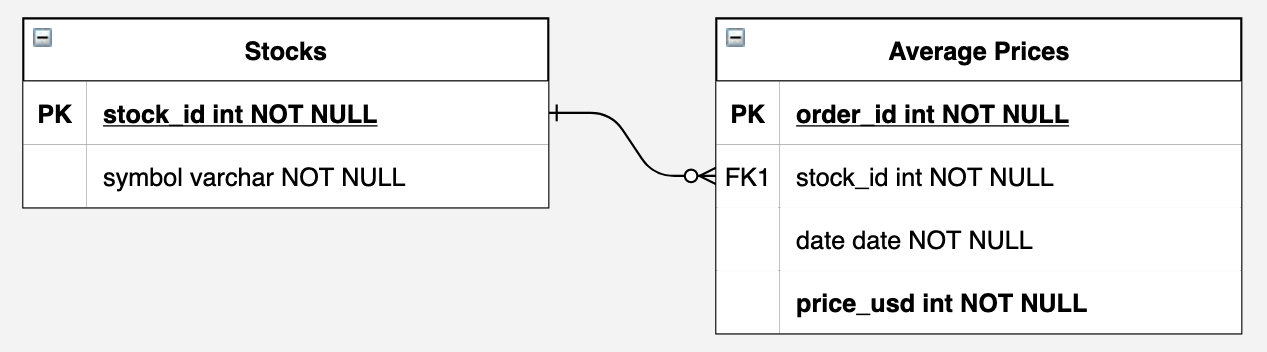 Stocks
PK stock_id int NOT NULL
symbol varchar NOT NULL
Average Prices
PK order_id int NOT NULL
FK1 stock_id int NOT NULL
date date NOT NULL
price_usd int NOT NULL